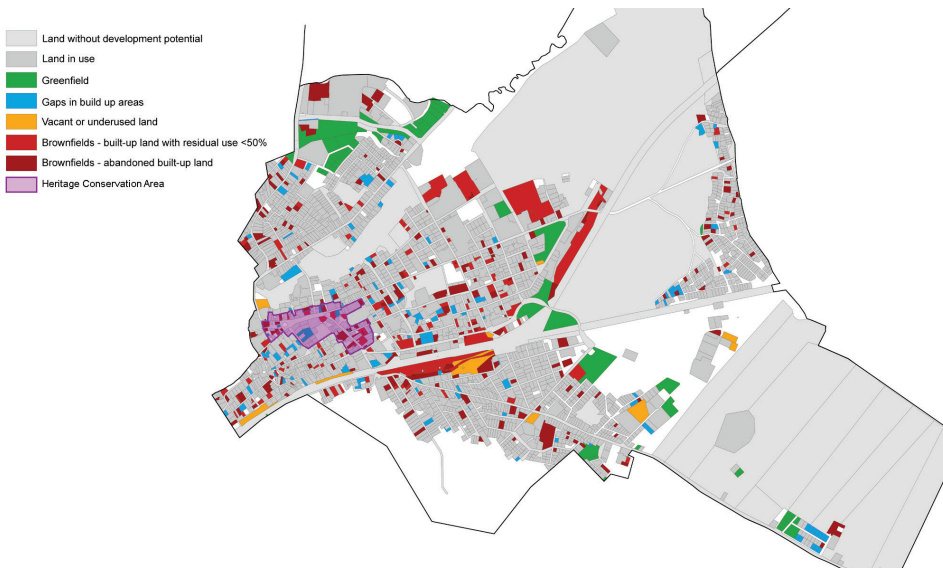 Land without development potential
Land in use
Greenfield
Gaps in build up areas
Vacant or underused land
Brownfields - built-up land with residual use <50%
Brownfields - abandoned built-up land
Heritage Conservation Area